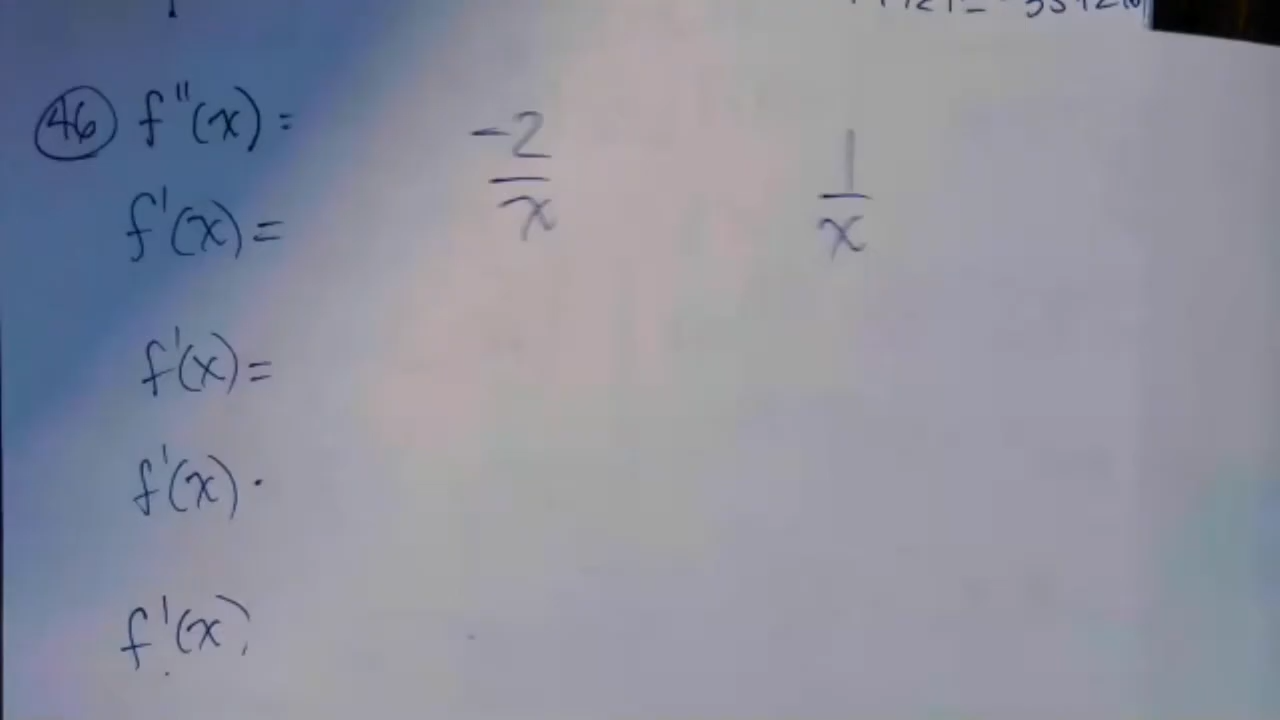 46 f''(x) = -2/x 1/x
f'(x) =
f'(x) =
f'(x) ·
f'(x)